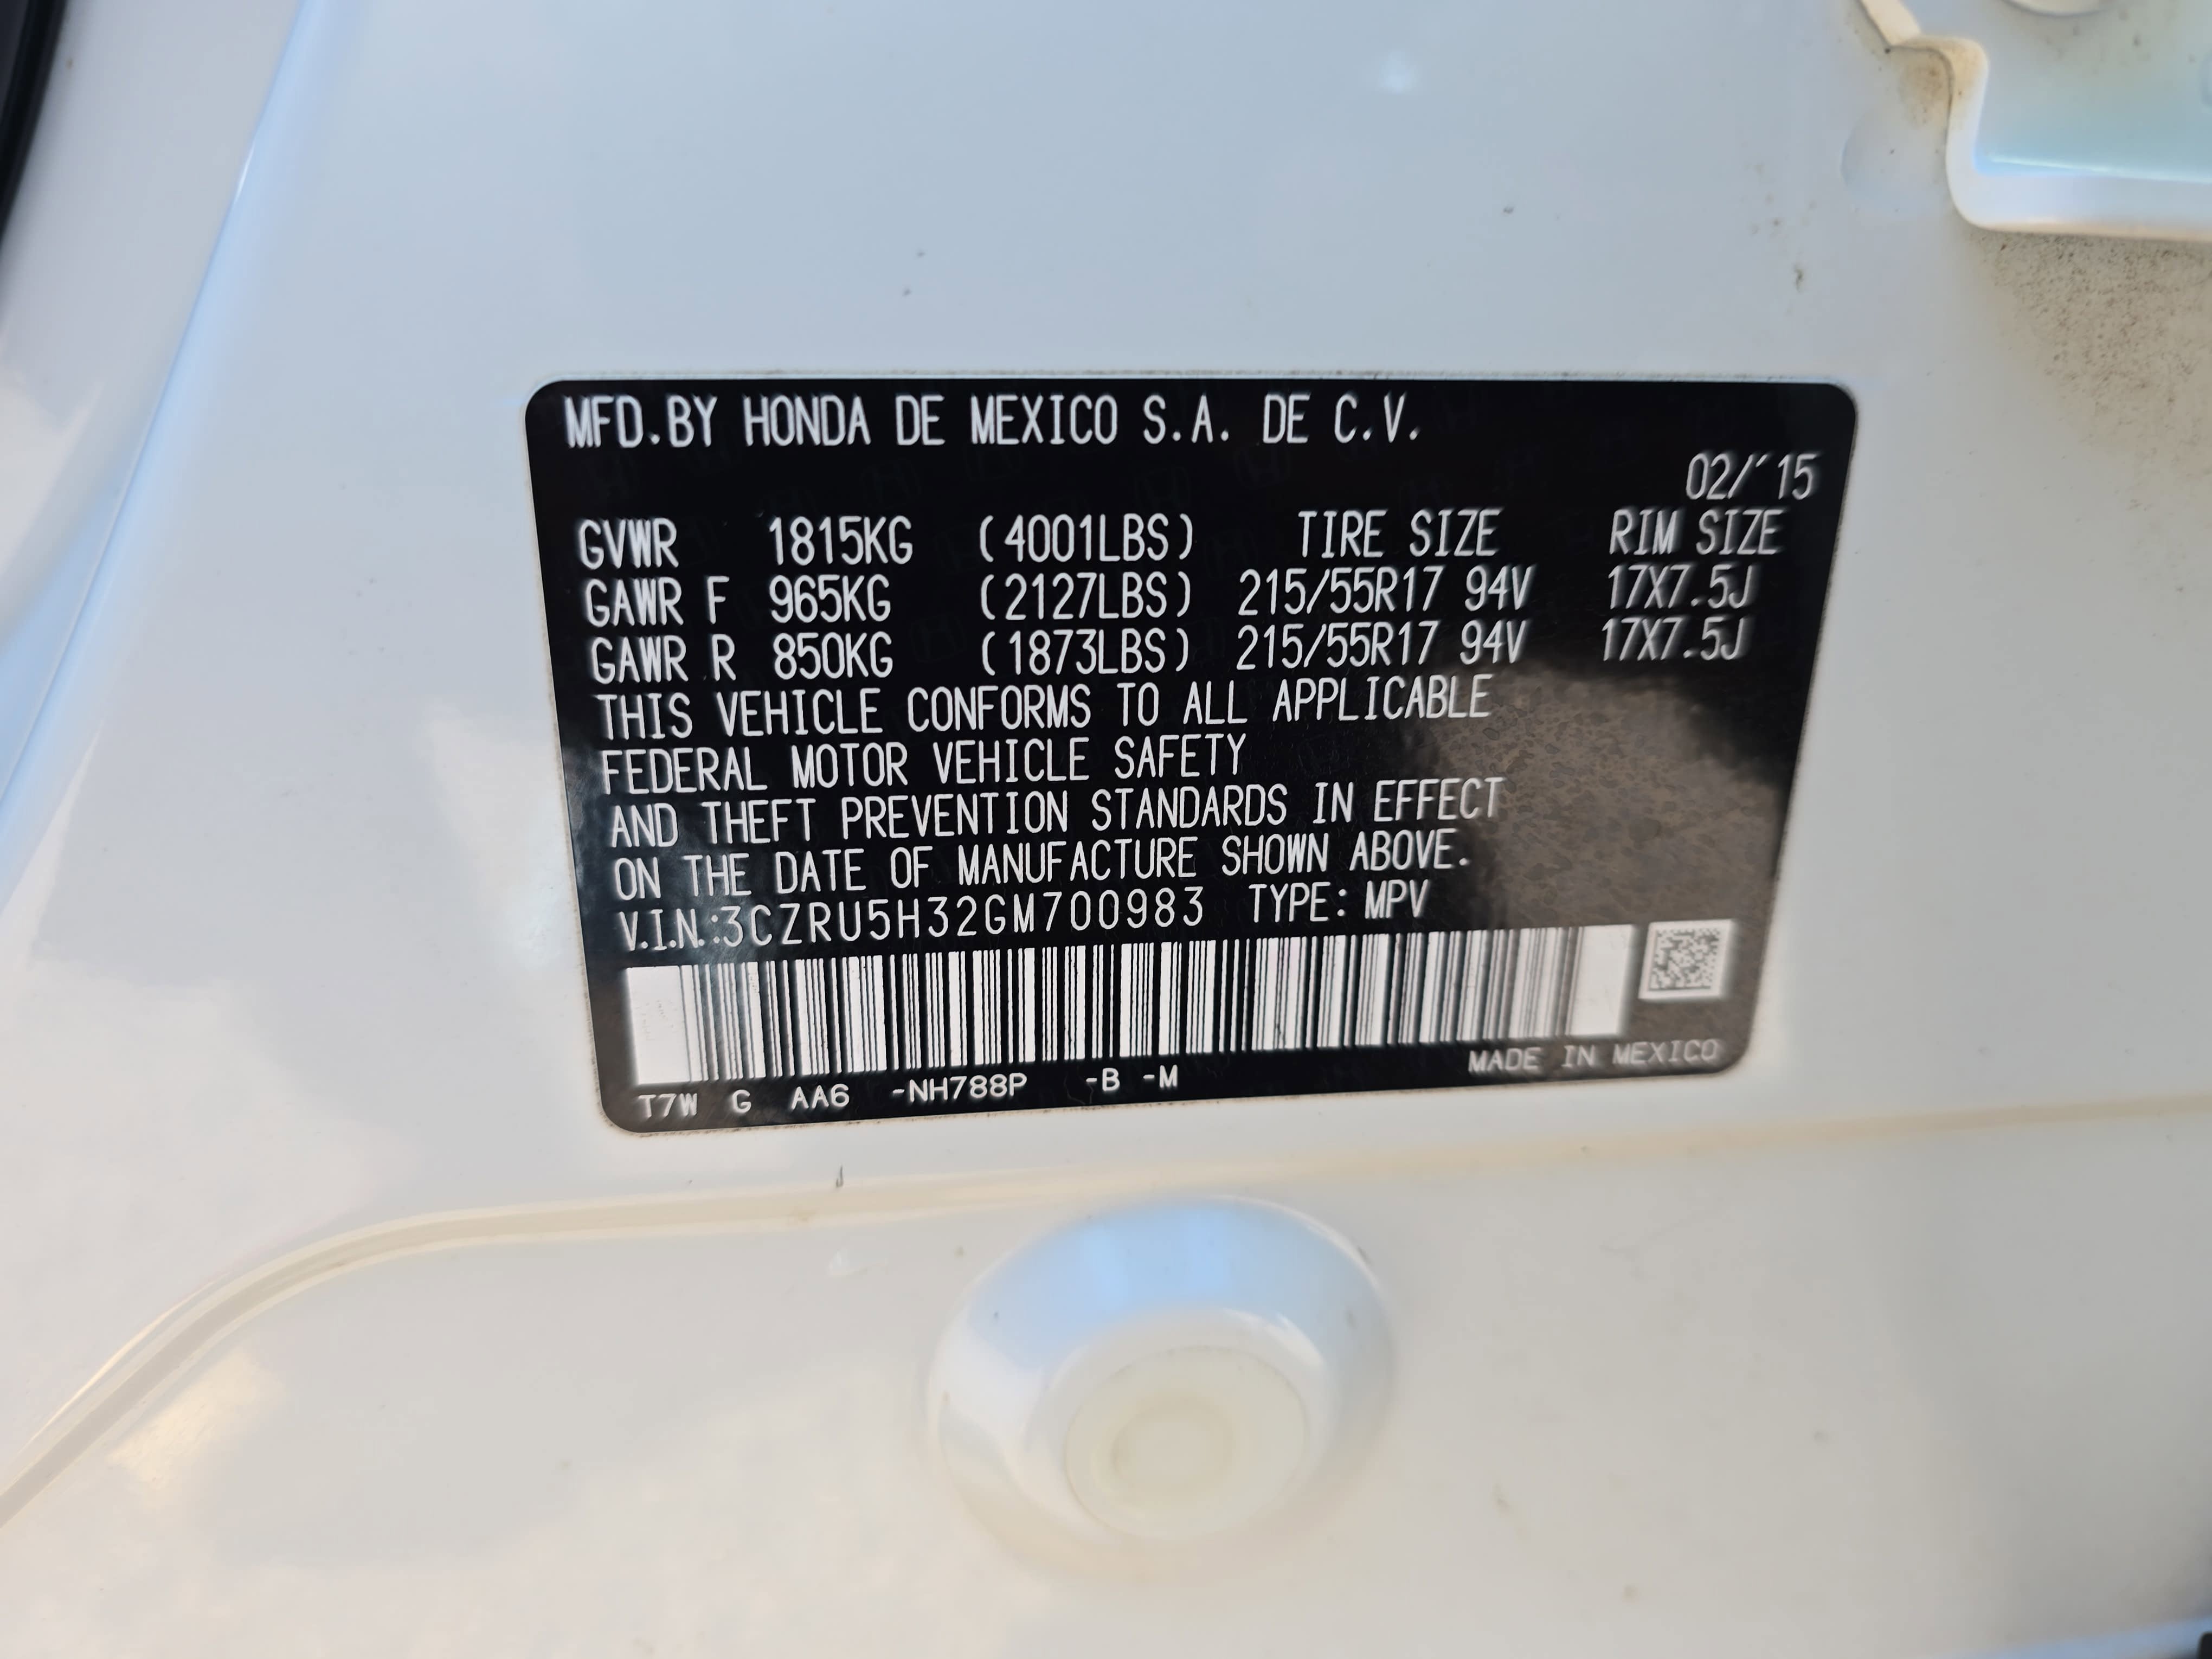 MFD.BY HONDA DE MEXICO S.A. DE C.V.
02/'15
GVWR 1815KG (4001LBS) TIRE SIZE RIM SIZE
GAWR F 965KG (2127LBS) 215/55R17 94V 17X7.5J
GAWR R 850KG (1873LBS) 215/55R17 94V 17X7.5J
THIS VEHICLE CONFORMS TO ALL APPLICABLE
FEDERAL MOTOR VEHICLE SAFETY
AND THEFT PREVENTION STANDARDS IN EFFECT
ON THE DATE OF MANUFACTURE SHOWN ABOVE.
V.I.N.:3CZRU5H32GM700983 TYPE: MPV
T7W G AA6 -NH788P -B -M MADE IN MEXICO